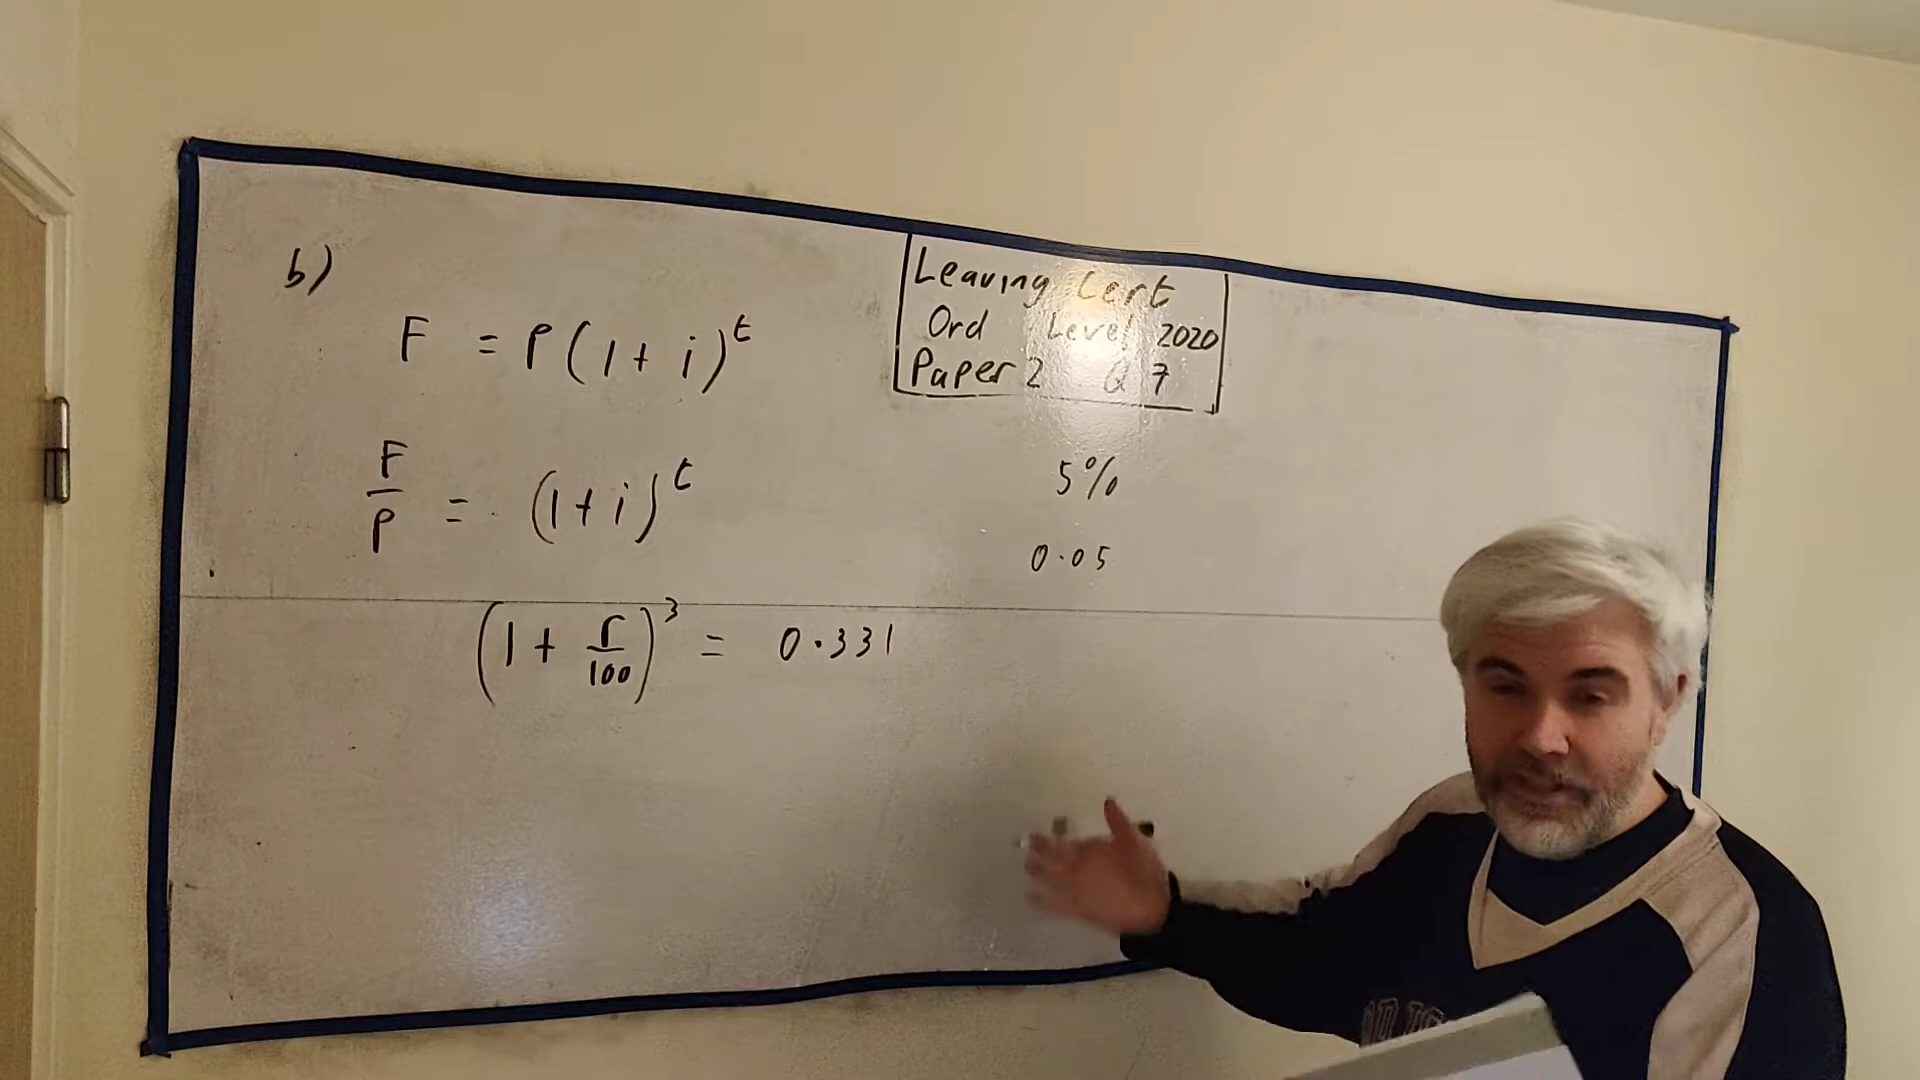 b)
F = P(1 + i)^t
Leaving Cert
Ord Level 2020
Paper 2 Q 7
F/P = (1 + i)^t
5%
0.05
(1 + r/100)^3 = 0.331